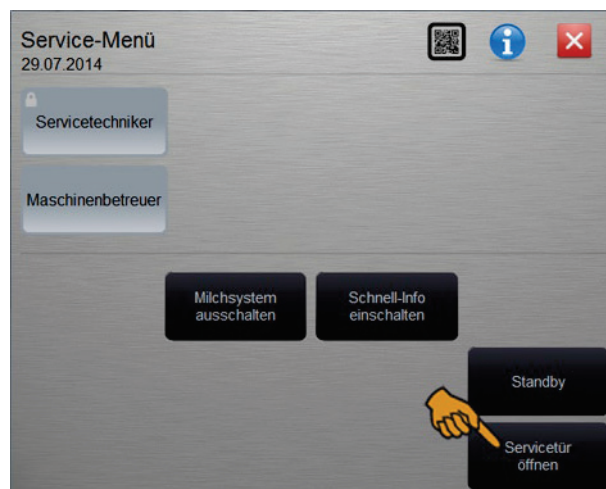 Service-Menü
29.07.2014
Servicetechniker
Maschinenbetreuer
Milchsystem
ausschalten
Schnell-Info
einschalten
Standby
Servicetür
öffnen